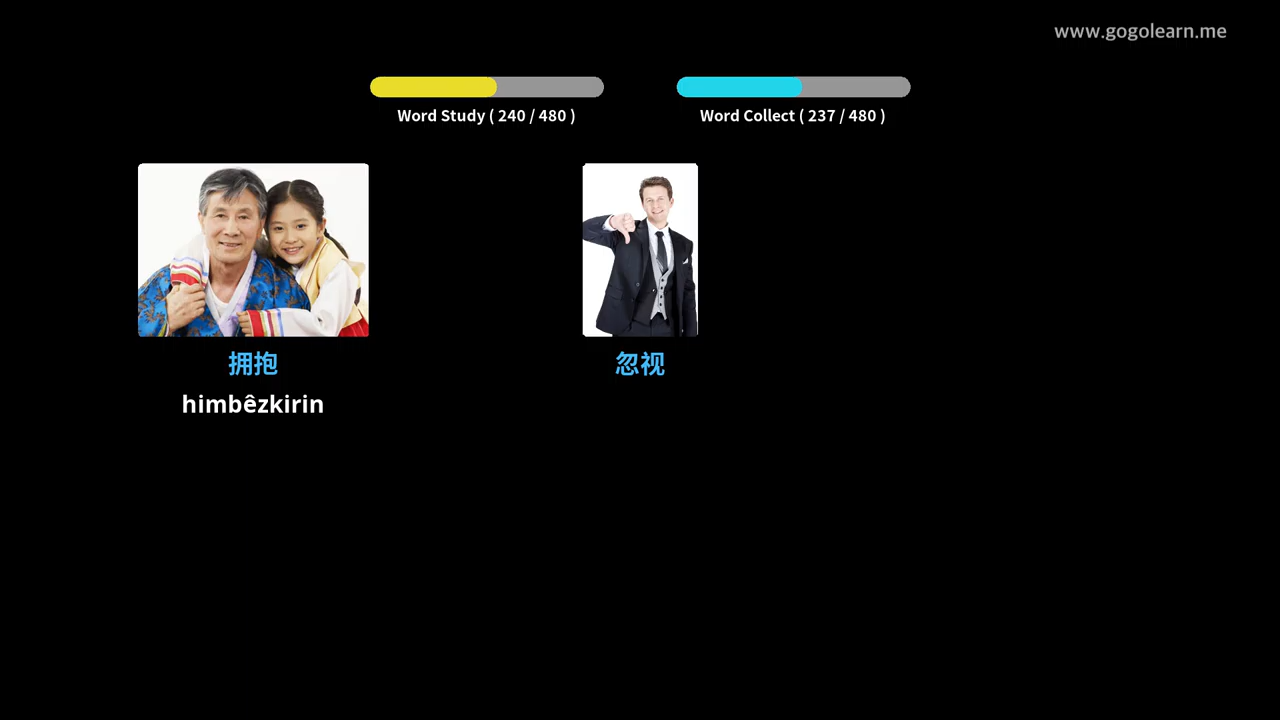 www.gogolearn.me
Word Study ( 240 / 480 )
Word Collect ( 237 / 480 )
拥抱
忽视
himbêzkirin